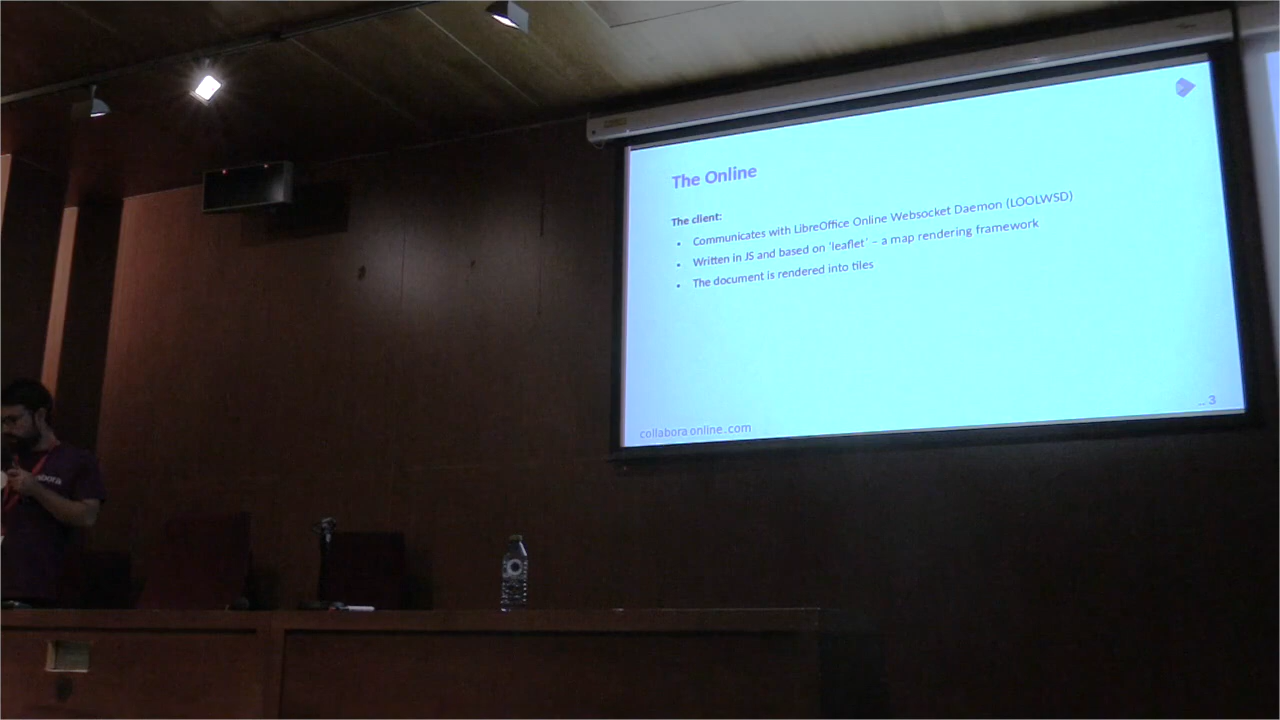 The Online
The client:
• Communicates with LibreOffice Online Websocket Daemon (LOOLWSD)
• Written in JS and based on 'leaflet' – a map rendering framework
• The document is rendered into tiles
collabora online.com
.. 3